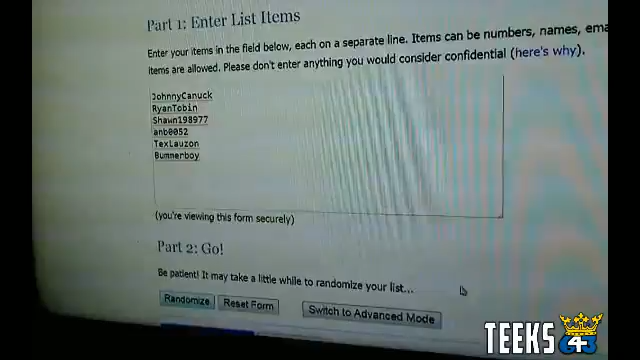 Part 1: Enter List Items
Enter your items in the field below, each on a separate line. Items can be numbers, names, ema
items are allowed. Please don't enter anything you would consider confidential (here's why).
JohnnyCanuck
RyanTobin
Shawn198977
anb0052
TexLauzon
Bummerboy
(you're viewing this form securely)
Part 2: Go!
Be patient! It may take a little while to randomize your list...
Randomize Reset Form Switch to Advanced Mode
TEEKS 43